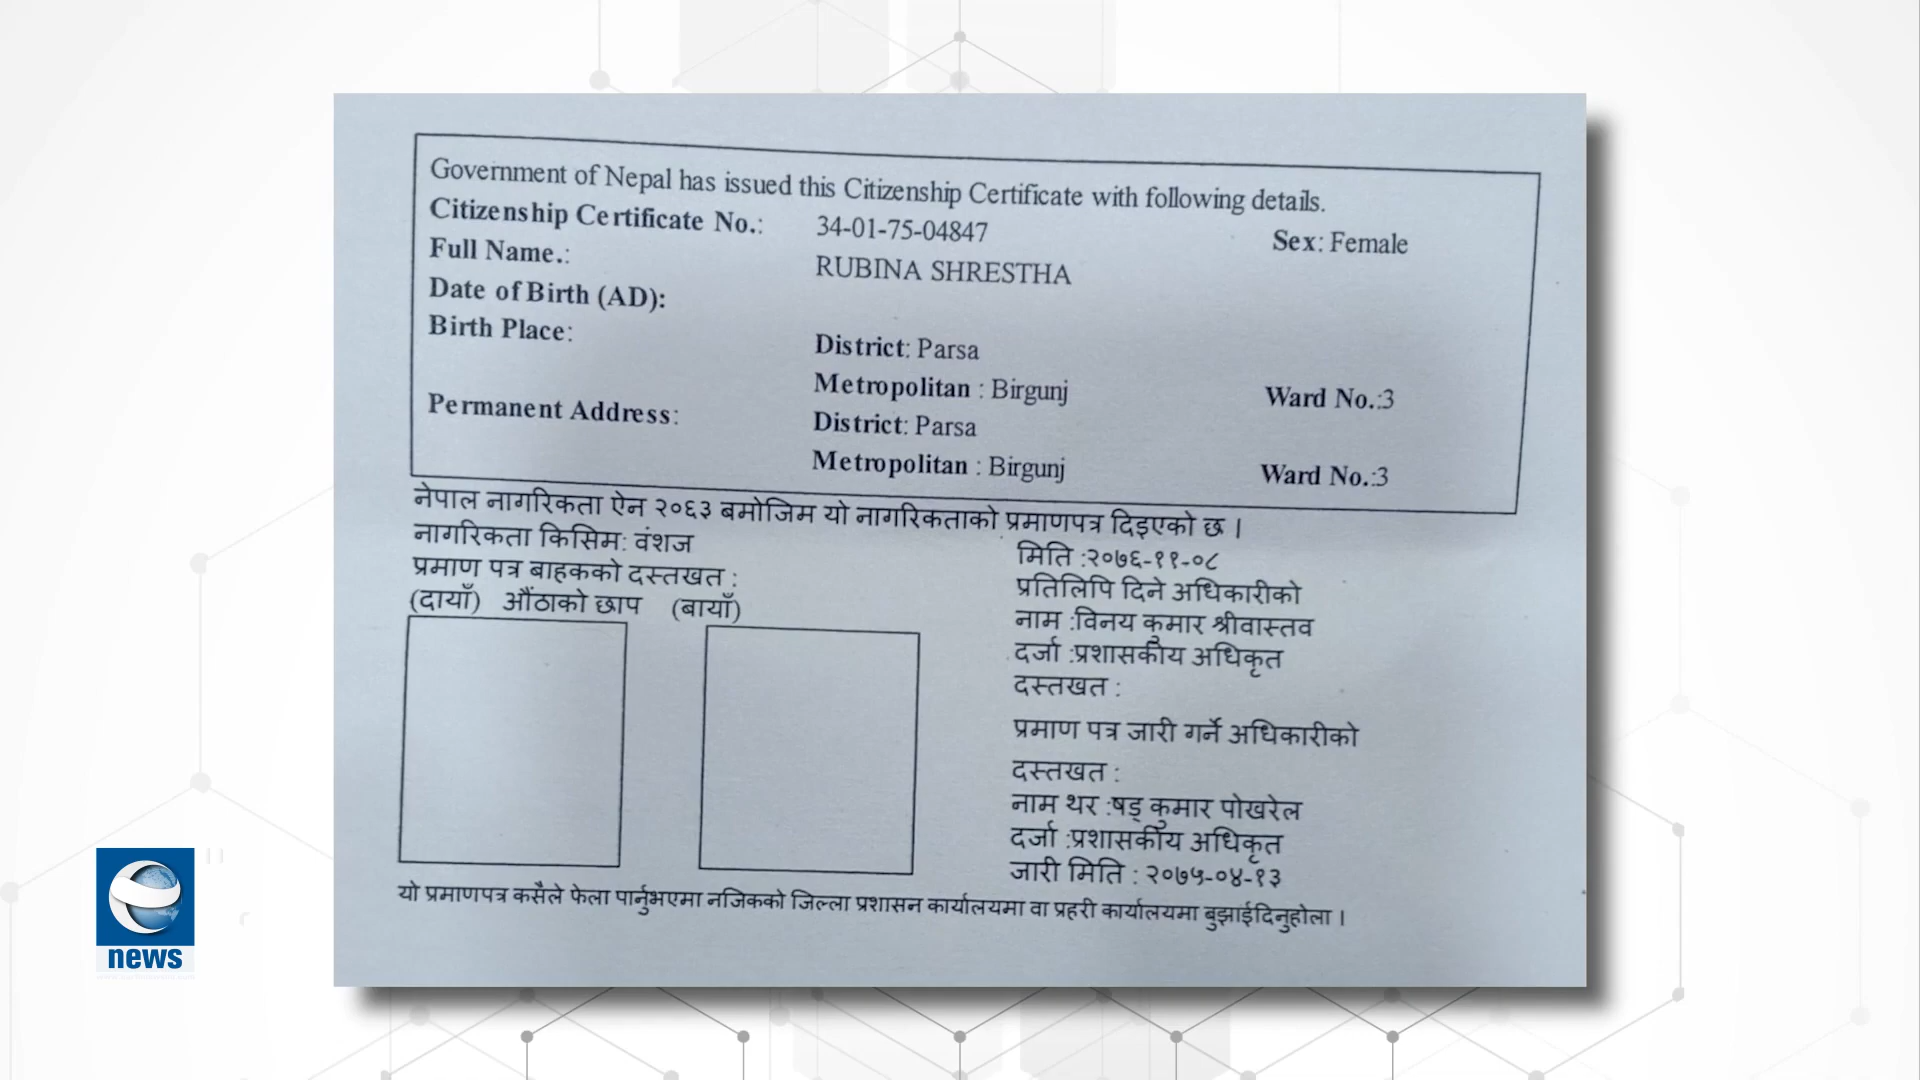 Government of Nepal has issued this Citizenship Certificate with following details.
Citizenship Certificate No.: 34-01-75-04847 Sex: Female
Full Name.: RUBINA SHRESTHA
Date of Birth (AD):
Birth Place: District: Parsa
Metropolitan : Birgunj Ward No.:3
Permanent Address: District: Parsa
Metropolitan : Birgunj Ward No.:3
नेपाल नागरिकता ऐन २०६३ बमोजिम यो नागरिकताको प्रमाणपत्र दिइएको छ ।
नागरिकता किसिम: वंशज
प्रमाण पत्र बाहकको दस्तखत :
(दायाँ) औंठाको छाप (बायाँ)
मिति :२०७६-११-०८
प्रतिलिपि दिने अधिकारीको
नाम :विनय कुमार श्रीवास्तव
दर्जा :प्रशासकीय अधिकृत
दस्तखत :
प्रमाण पत्र जारी गर्ने अधिकारीको
दस्तखत :
नाम थर :षड् कुमार पोखरेल
दर्जा :प्रशासकीय अधिकृत
जारी मिति : २०७५-०४-१३
यो प्रमाणपत्र कसैले फेला पार्नुभएमा नजिकको जिल्ला प्रशासन कार्यालयमा वा प्रहरी कार्यालयमा बुझाईदिनुहोला ।
news